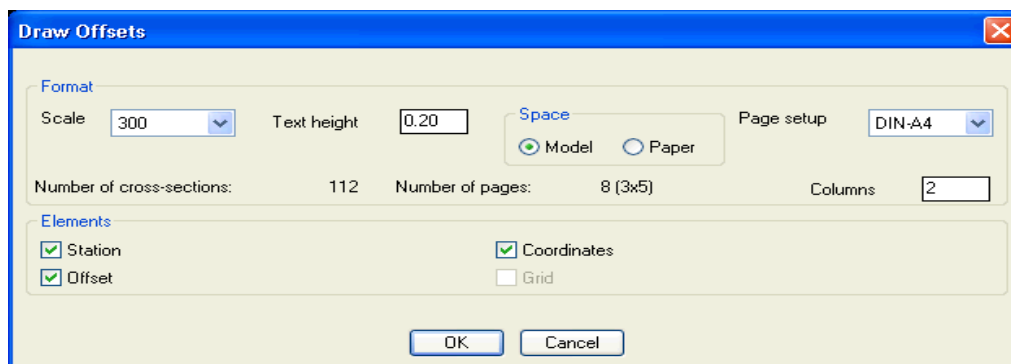 Draw Offsets
Format
Scale 300 Text height 0.20 Space Model Paper Page setup DIN-A4
Number of cross-sections: 112 Number of pages: 8 (3x5) Columns 2
Elements
Station Coordinates
Offset Grid
OK Cancel